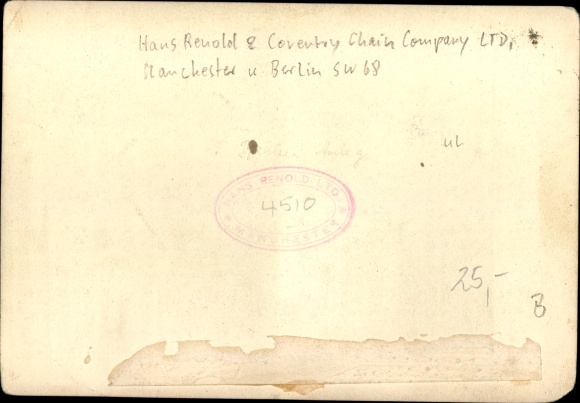 Hans Renold & Coventry Chain Company LTD,
Manchester u Berlin SW 68
HANS RENOLD LTD.
4510
MANCHESTER
25,-
B